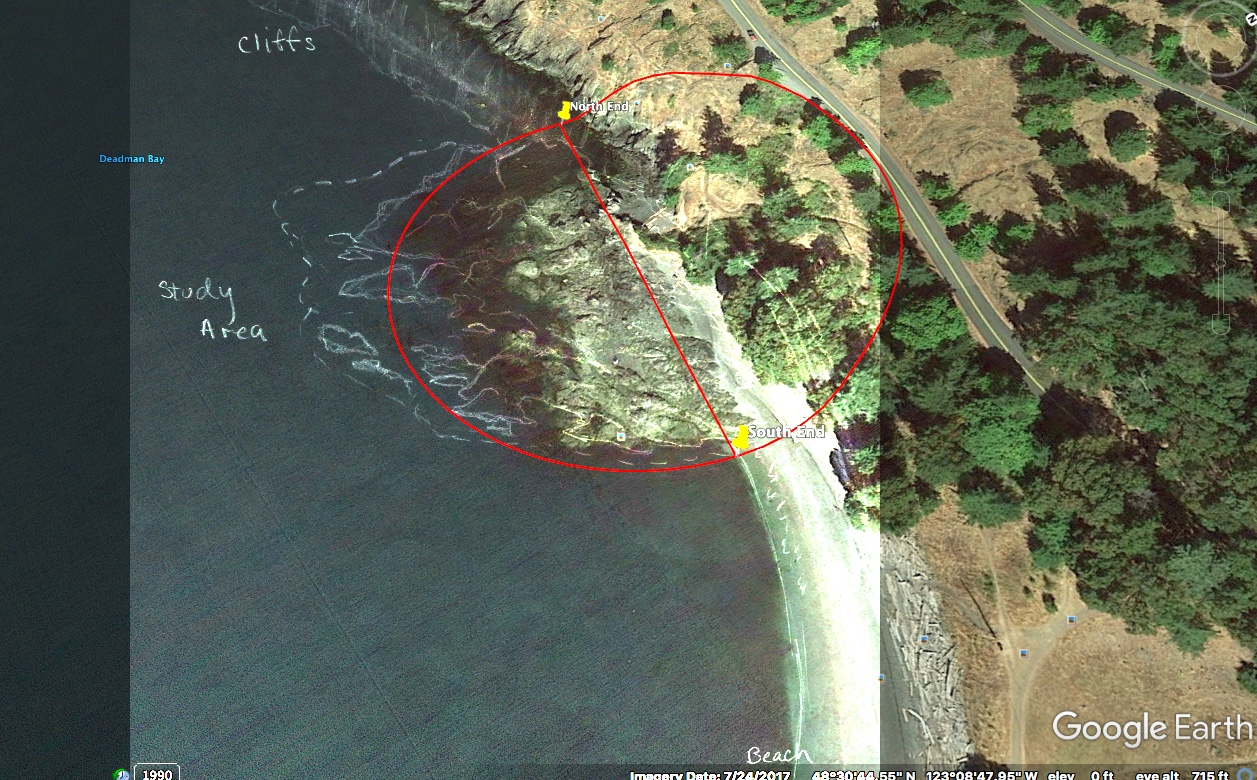 cliffs
North End
Deadman Bay
Study
Area
South End
Beach
Google Earth
1990
Imagery Date: 7/24/2017 48°30'44.55" N 123°08'47.95" W elev 0 ft eye alt 715 ft